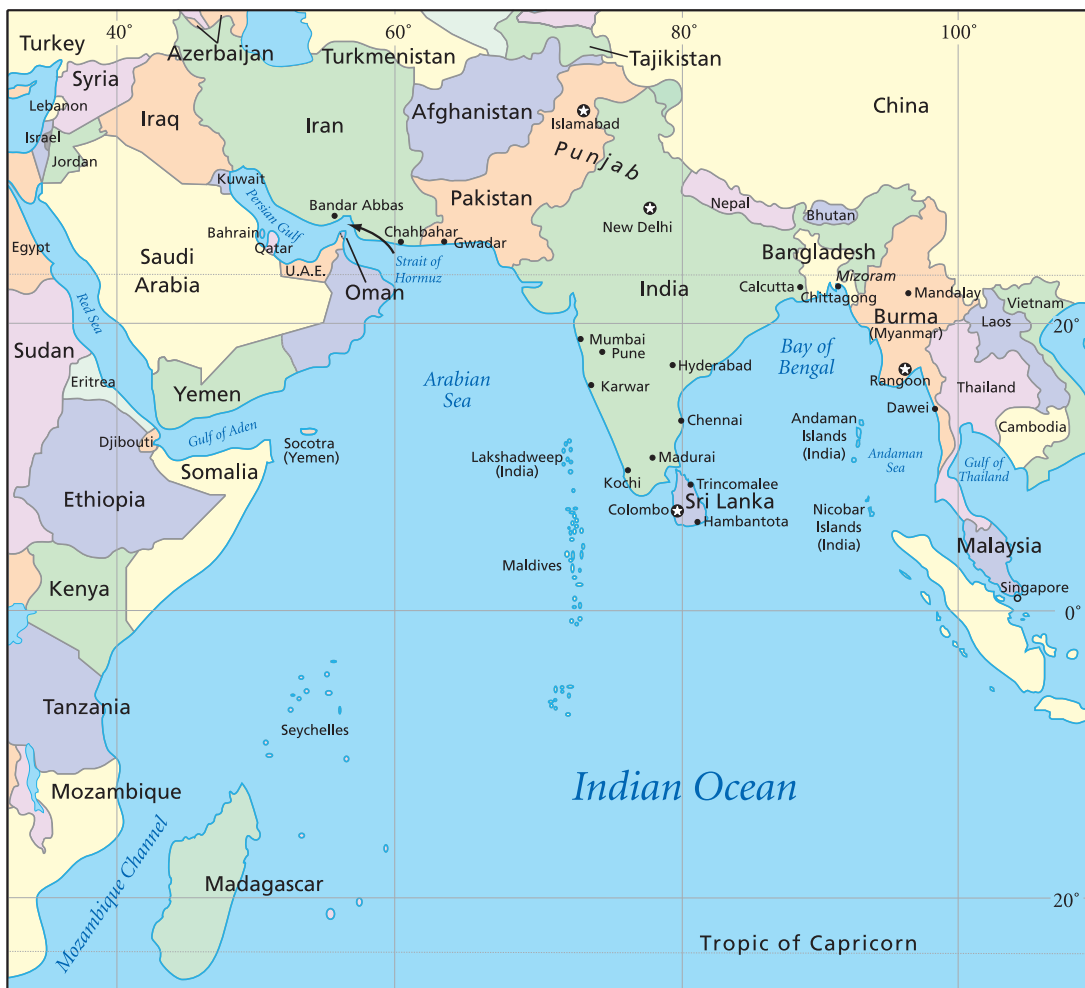 40°
60°
80°
100°
Turkey
Azerbaijan
Turkmenistan
Tajikistan
Syria
Afghanistan
China
Lebanon
Iraq
Iran
Islamabad
Israel
Punjab
Jordan
Kuwait
Pakistan
Nepal
Bhutan
Bandar Abbas
Persian Gulf
New Delhi
Chahbahar
Gwadar
Bahrain
Qatar
Egypt
Saudi
Arabia
U.A.E.
Strait of
Hormuz
Bangladesh
Mizoram
Oman
India
Calcutta
Chittagong
Mandalay
Vietnam
Red Sea
Burma
(Myanmar)
Laos
20°
Sudan
Mumbai
Pune
Bay of
Bengal
Hyderabad
Rangoon
Eritrea
Yemen
Arabian
Sea
Karwar
Thailand
Dawei
Chennai
Andaman
Islands
(India)
Cambodia
Djibouti
Gulf of Aden
Socotra
(Yemen)
Lakshadweep
(India)
Madurai
Andaman
Sea
Gulf of
Thailand
Somalia
Kochi
Trincomalee
Ethiopia
Colombo
Sri Lanka
Hambantota
Nicobar
Islands
(India)
Malaysia
Maldives
Kenya
Singapore
0°
Tanzania
Seychelles
Indian Ocean
Mozambique
Mozambique Channel
Madagascar
20°
Tropic of Capricorn